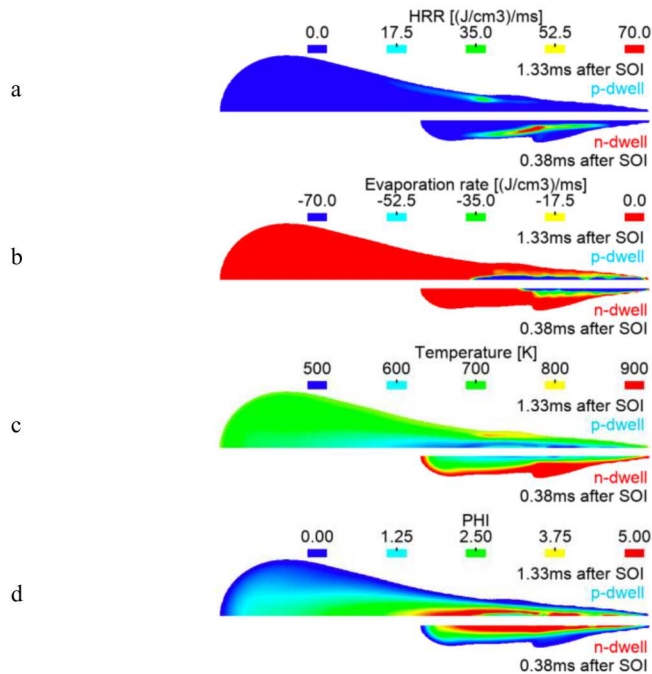 HRR [(J/cm3)/ms]
0.0 17.5 35.0 52.5 70.0
1.33ms after SOI
a
p-dwell
n-dwell
0.38ms after SOI
Evaporation rate [(J/cm3)/ms]
-70.0 -52.5 -35.0 -17.5 0.0
1.33ms after SOI
b
p-dwell
n-dwell
0.38ms after SOI
Temperature [K]
500 600 700 800 900
1.33ms after SOI
c
p-dwell
n-dwell
0.38ms after SOI
PHI
0.00 1.25 2.50 3.75 5.00
1.33ms after SOI
d
p-dwell
n-dwell
0.38ms after SOI